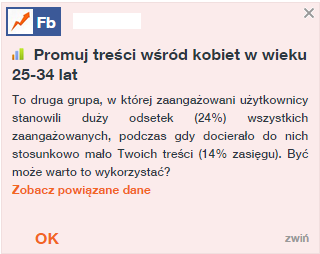 Fb
Promuj treści wśród kobiet w wieku
25-34 lat
To druga grupa, w której zaangażowani użytkownicy
stanowili duży odsetek (24%) wszystkich
zaangażowanych, podczas gdy docierało do nich
stosunkowo mało Twoich treści (14% zasięgu). Być
może warto to wykorzystać?
Zobacz powiązane dane
OK zwiń